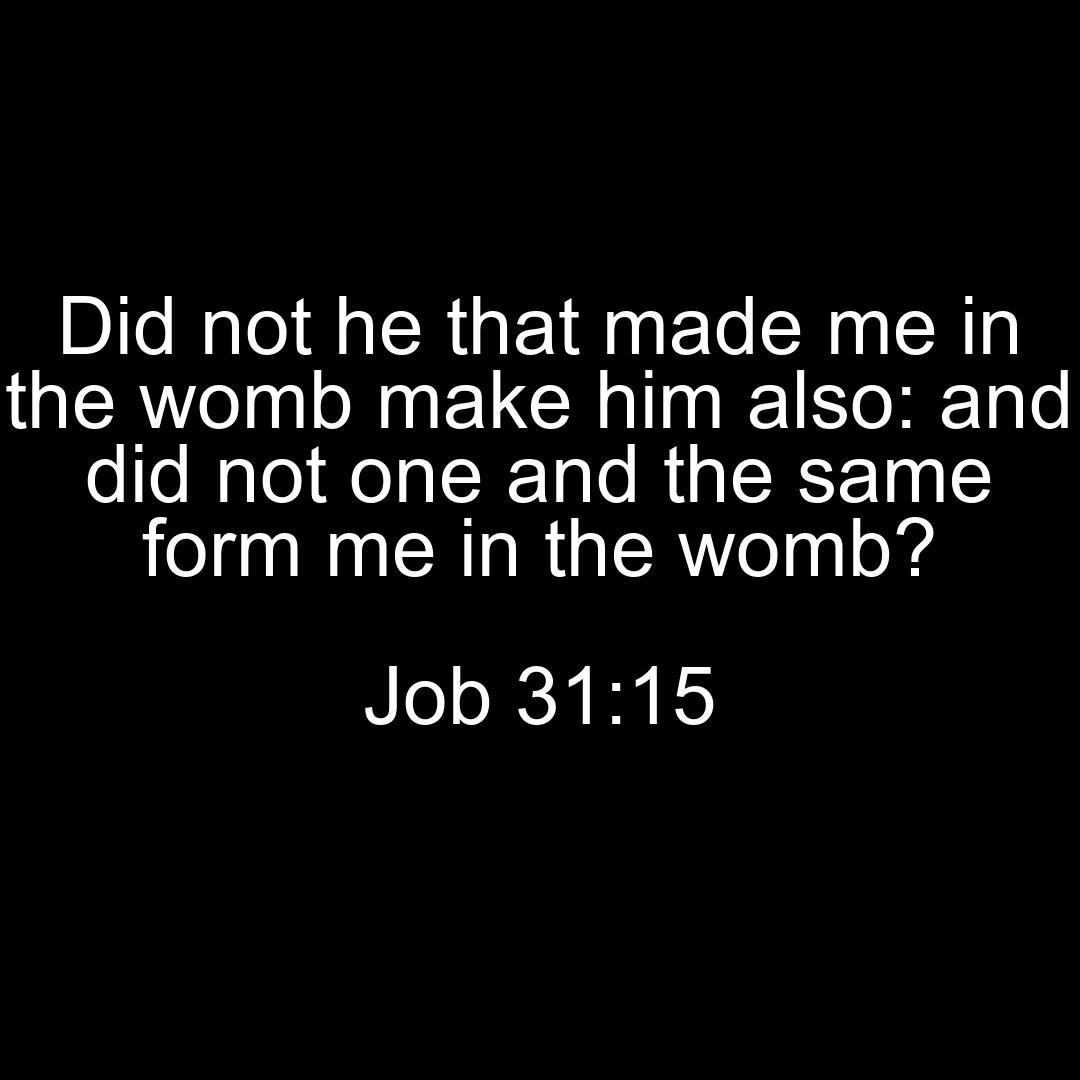 Did not he that made me in
the womb make him also: and
did not one and the same
form me in the womb?
Job 31:15